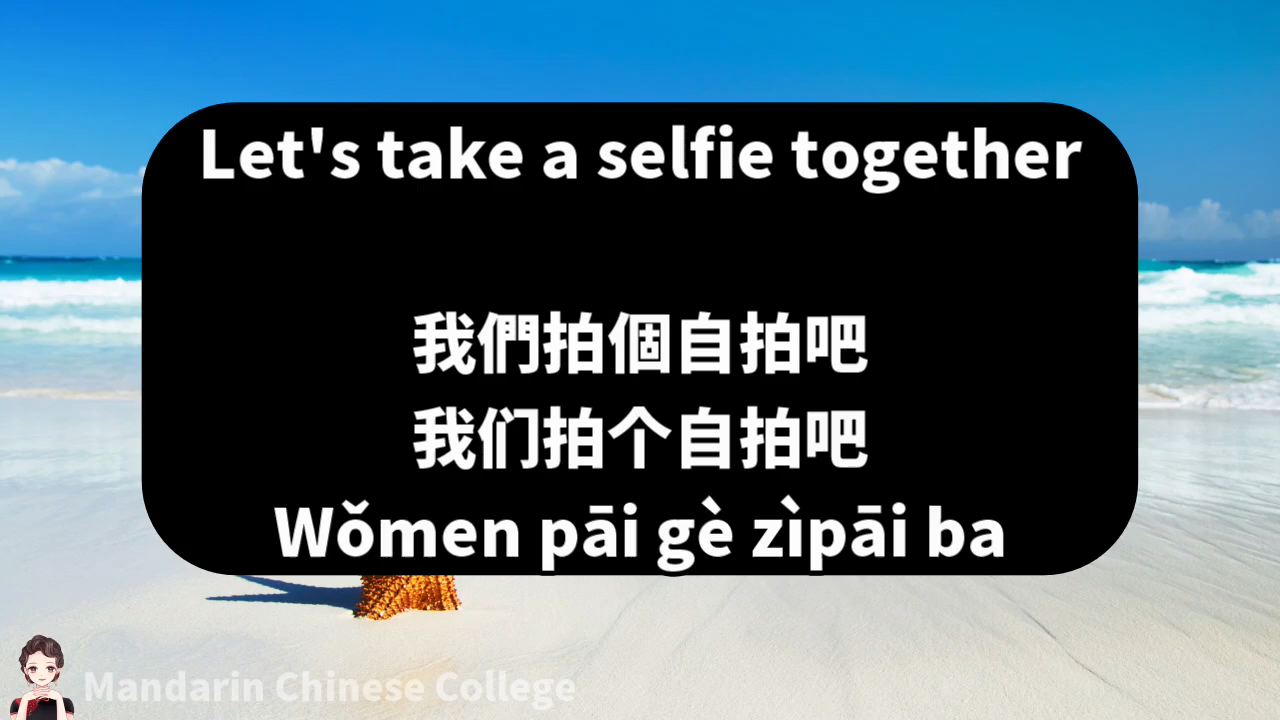 Let's take a selfie together
我們拍個自拍吧
我们拍个自拍吧
Wǒmen pāi gè zìpāi ba
Mandarin Chinese College